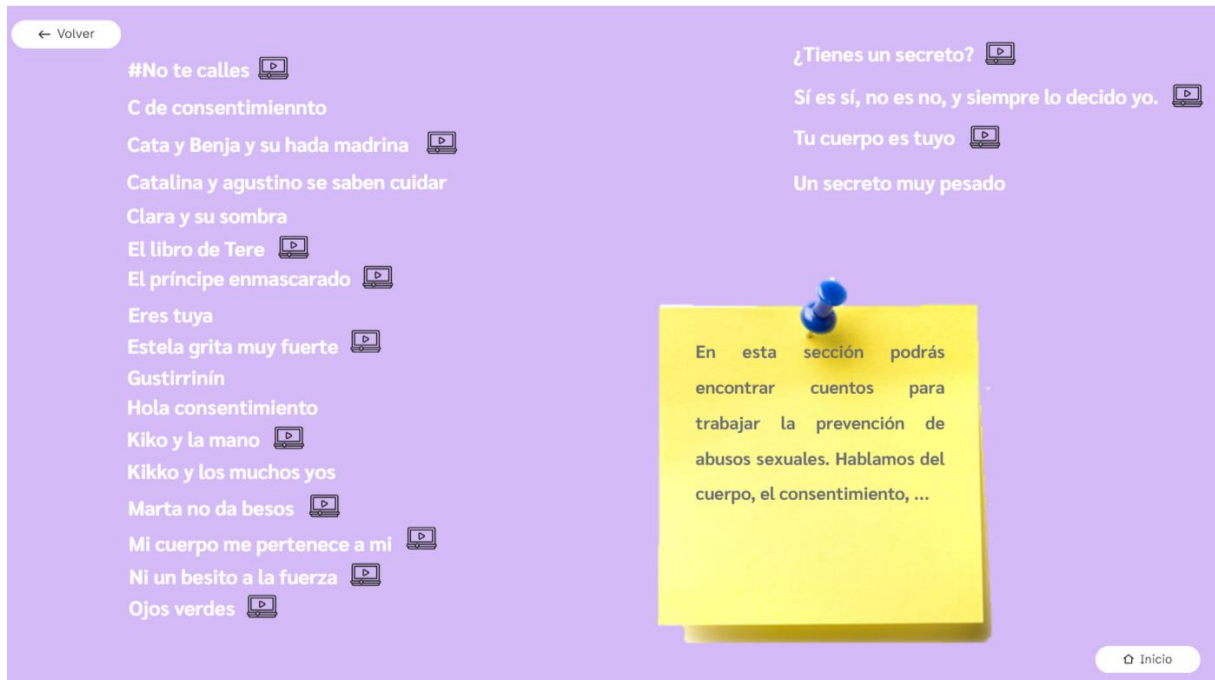 ← Volver
#No te calles
C de consentimiennto
Cata y Benja y su hada madrina
Catalina y agustino se saben cuidar
Clara y su sombra
El libro de Tere
El príncipe enmascarado
Eres tuya
Estela grita muy fuerte
Gustirrinín
Hola consentimiento
Kiko y la mano
Kikko y los muchos yos
Marta no da besos
Mi cuerpo me pertenece a mi
Ni un besito a la fuerza
Ojos verdes
¿Tienes un secreto?
Sí es sí, no es no, y siempre lo decido yo.
Tu cuerpo es tuyo
Un secreto muy pesado
En esta sección podrás
encontrar cuentos para
trabajar la prevención de
abusos sexuales. Hablamos del
cuerpo, el consentimiento, ...
Inicio